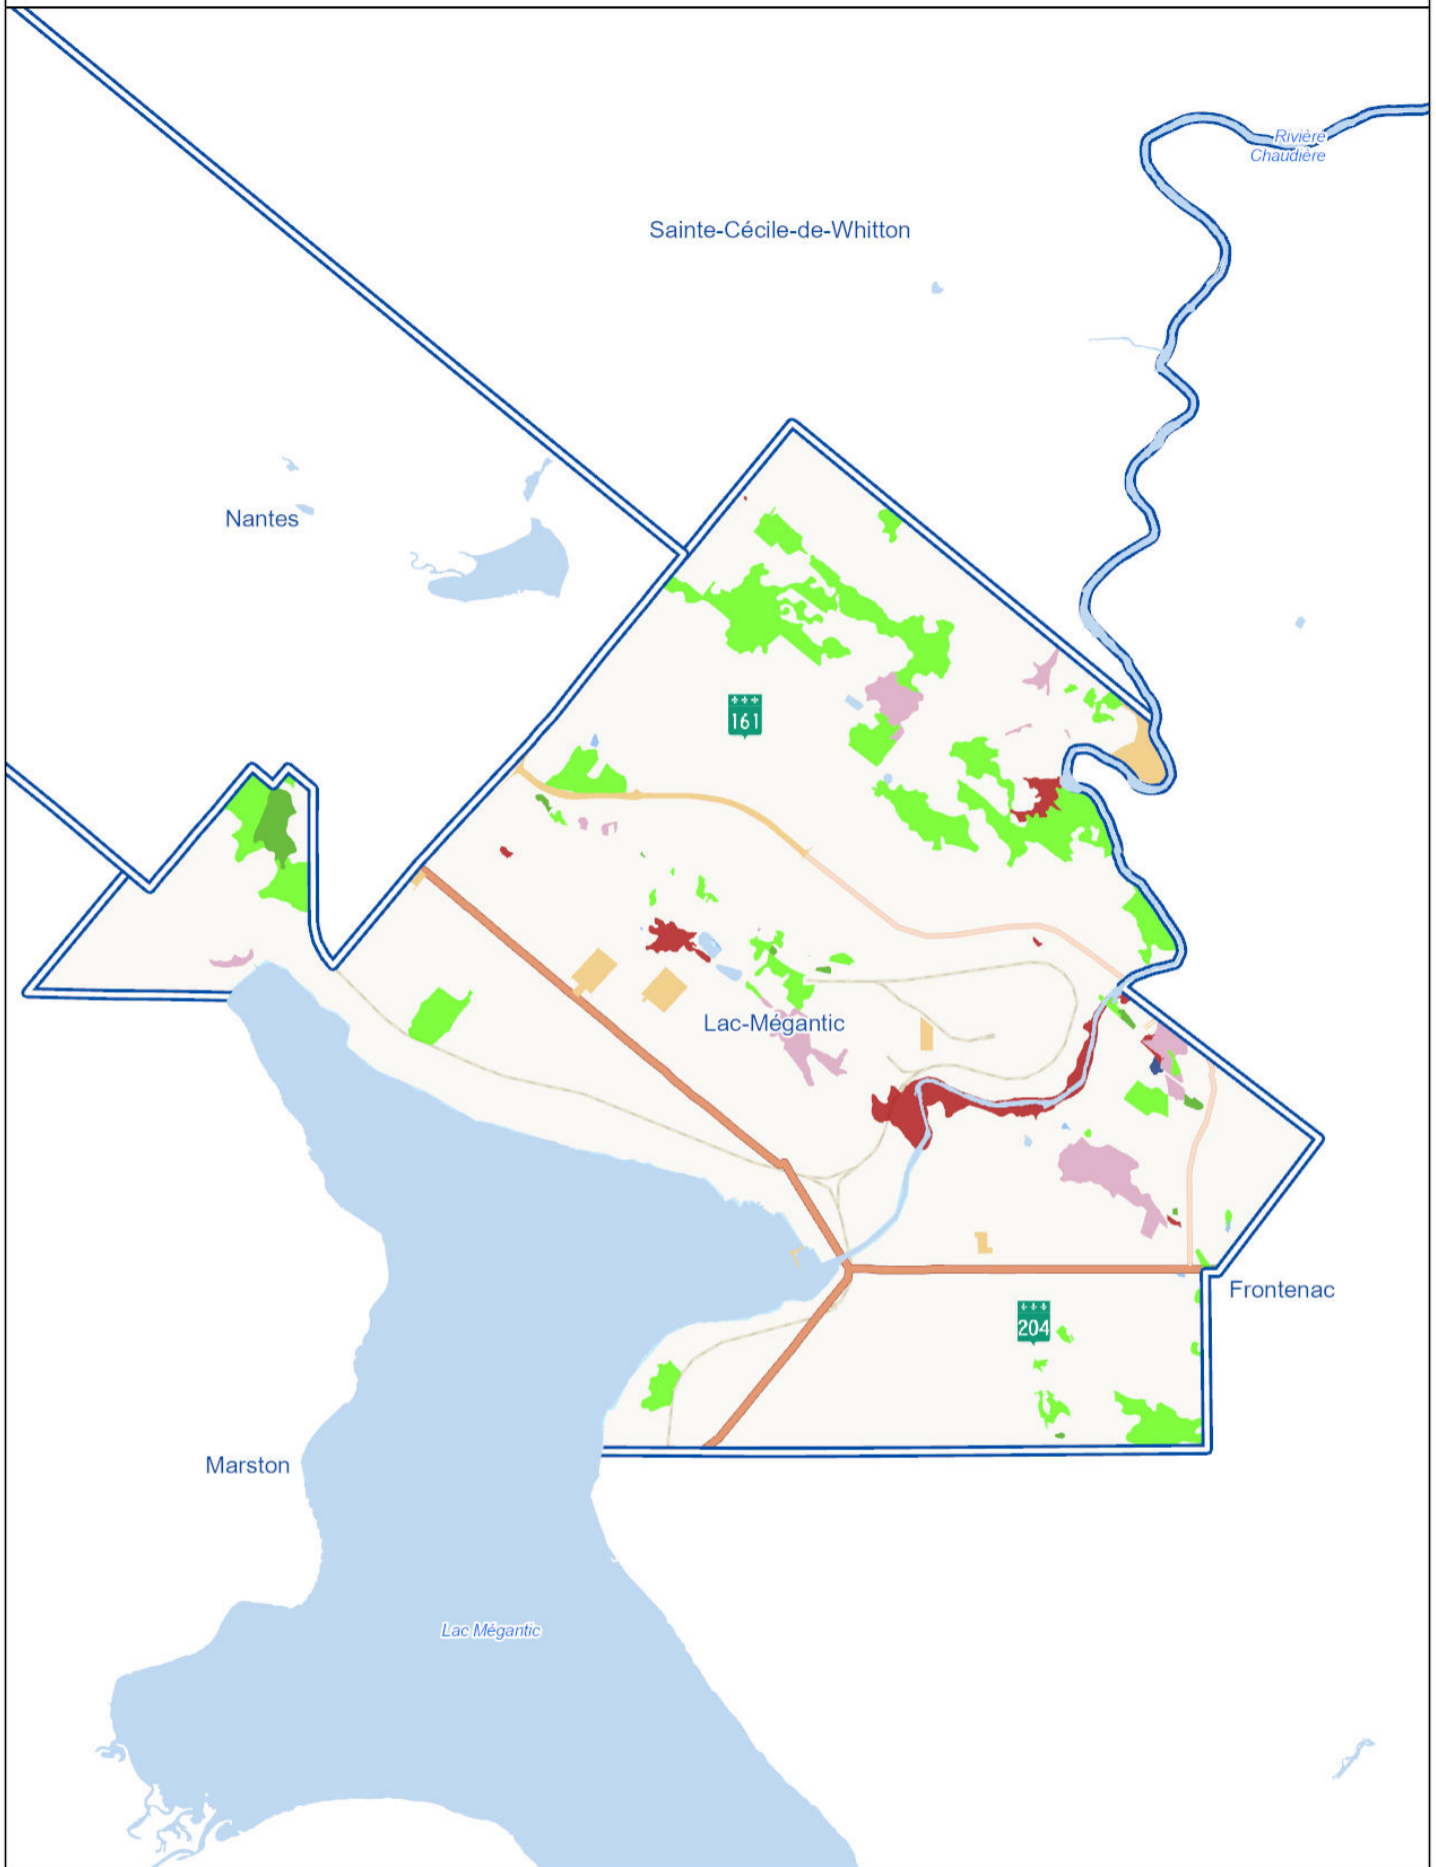 Rivière
Chaudière
Sainte-Cécile-de-Whitton
Nantes
161
Lac-Mégantic
Frontenac
204
Marston
Lac Mégantic